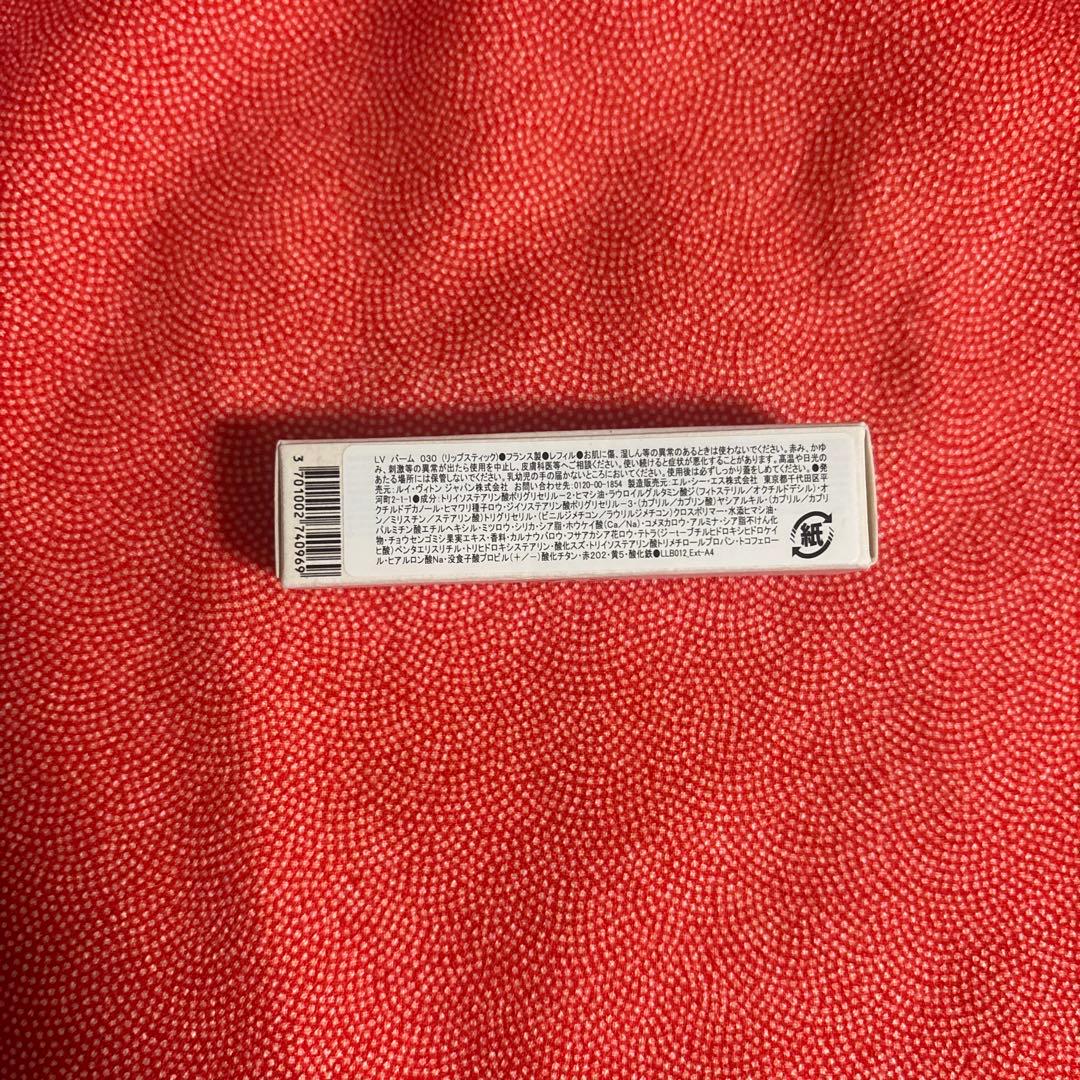 LV バーム 030 (リップスティック)●フランス製●レフィル●お肌に傷、湿しん等の異常のあるときは使わないでください。赤み、かゆ
み、刺激等の異常が出たら使用を中止し、皮膚科医等へご相談ください。使い続けると症状が悪化することがあります。高温や日光の
あたる場所には保管しないでください。乳幼児の手の届かないところにおいてください。使用後は必ずしっかり蓋をしめてください。●発
売元:ルイ・ヴィトン ジャパン株式会社 お問い合わせ先:0120-00-1854 製造販売元:エル・シー・エス株式会社 東京都千代田区平
河町2-1-1●成分:トリイソステアリン酸ポリグリセリル-2・ヒマシ油・ラウロイルグルタミン酸ジ(フィトステリル/オクチルドデシル)・オ
クチルドデカノール・ヒマワリ種子ロウ・ジイソステアリン酸ポリグリセリル-3・(カプリル/カプリン酸)ヤシアルキル・(カプリル/カプリ
ン/ミリスチン/ステアリン酸)トリグリセリル・(ビニルジメチコン/ラウリルジメチコン)クロスポリマー・水添ヒマシ油・
パルミチン酸エチルヘキシル・ミツロウ・シリカ・シア脂・ホウケイ酸(Ca/Na)・コメヌカロウ・アルミナ・シア脂不けん化
物・チョウセンゴミシ果実エキス・香料・カルナウバロウ・フサアカシア花ロウ・テトラ(ジ-t-ブチルヒドロキシヒドロケイ
ヒ酸)ペンタエリスリチル・トリヒドロキシステアリン・酸化スズ・トリイソステアリン酸トリメチロールプロパン・トコフェロー
ル・ヒアルロン酸Na・没食子酸プロピル(+/-)酸化チタン・赤202・黄5・酸化鉄●LLB012_Ext-A4
紙
3 70102 740969